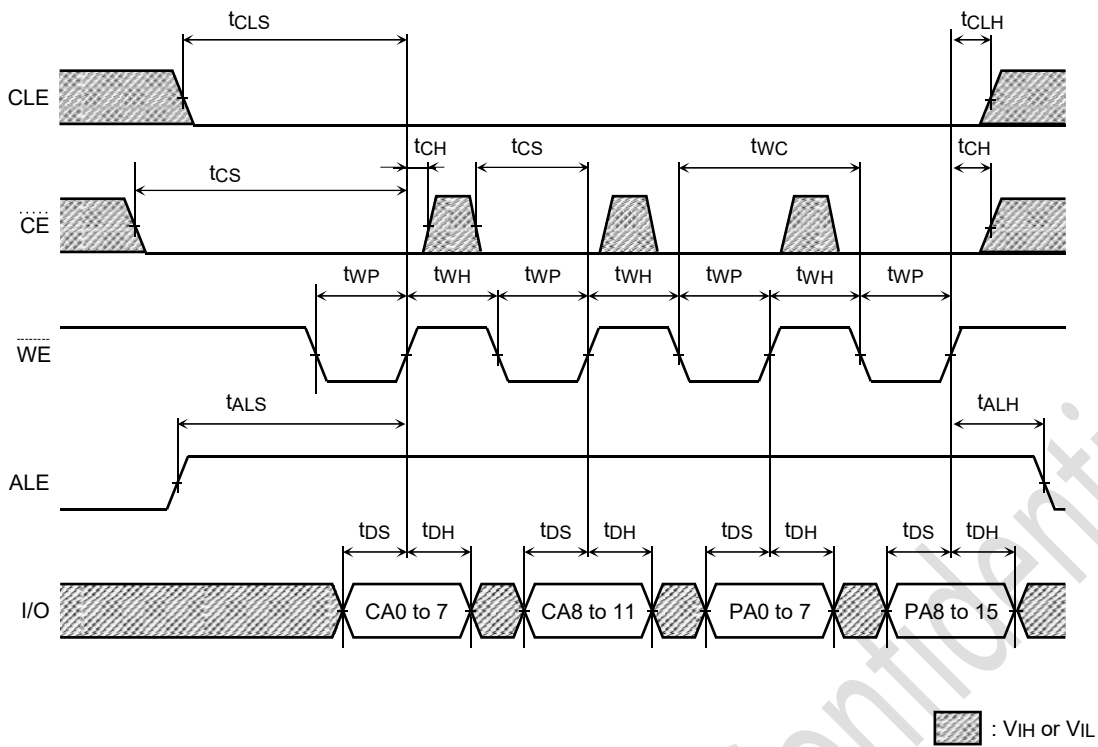 tCLS
tCLH
CLE
tCS
tCH
tCS
tWC
tCH
CE
tWP
tWH
tWP
tWH
tWP
tWH
tWP
WE
tALS
tALH
ALE
tDS
tDH
tDS
tDH
tDS
tDH
tDS
tDH
I/O
CA0 to 7
CA8 to 11
PA0 to 7
PA8 to 15
: VIH or VIL